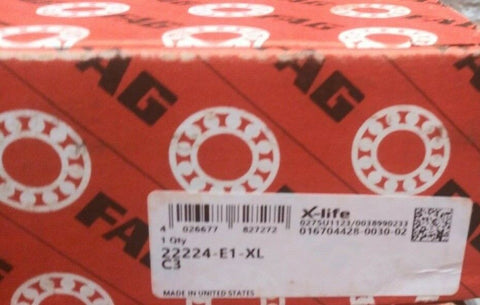 FAG
FAG
FAG
X-life
0275U1123/0038990233
016704428-0030-02
4 026677 827272
1 Qty
22224-E1-XL
C3
MADE IN UNITED STATES